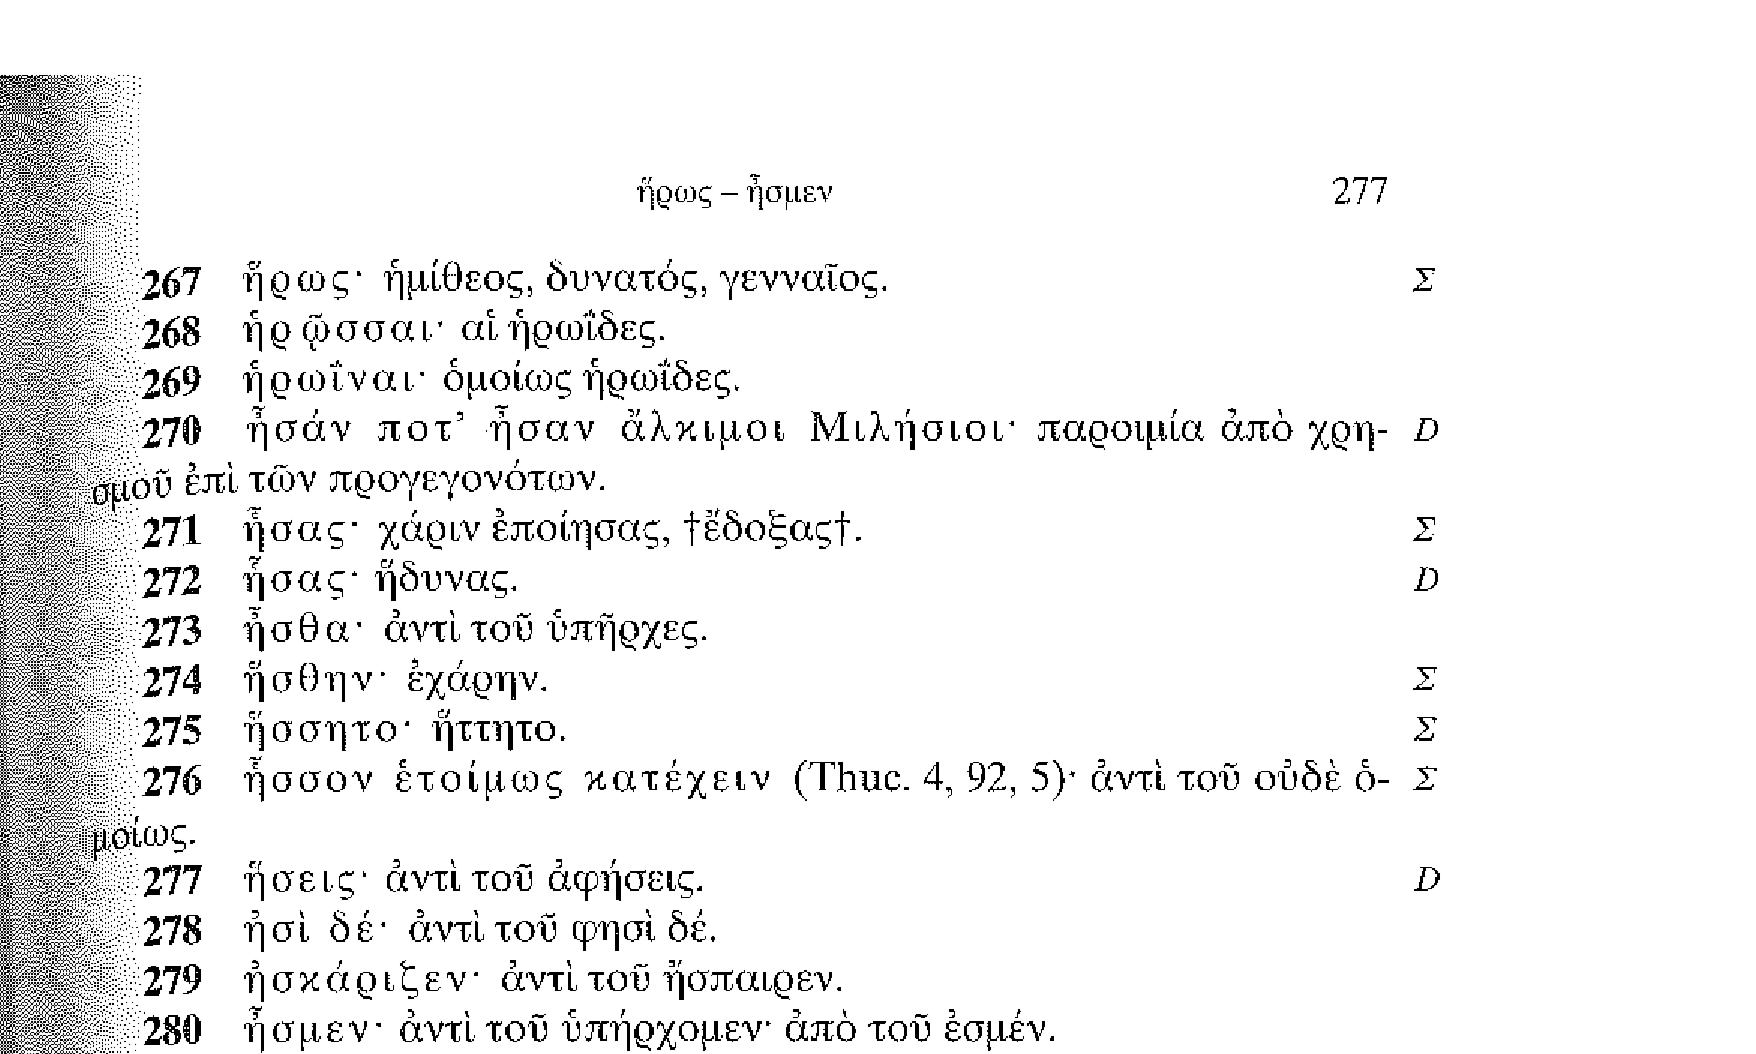 ἥρως – ἦσμεν 277
267 ἥρως· ἡμίθεος, δυνατός, γενναῖος. Σ
268 ἡρῷσσαι· αἱ ἡρωΐδες.
269 ἡρωΐναι· ὁμοίως ἡρωΐδες.
270 ἦσάν ποτ’ ἦσαν ἄλκιμοι Μιλήσιοι· παροιμία ἀπὸ χρη- D
σμοῦ ἐπὶ τῶν προγεγονότων.
271 ἦσας· χάριν ἐποίησας, †ἔδοξας†. Σ
272 ἦσας· ἥδυνας. D
273 ἦσθα· ἀντὶ τοῦ ὑπῆρχες.
274 ἥσθην· ἐχάρην. Σ
275 ἥσσητο· ἥττητο. Σ
276 ἧσσον ἑτοίμως κατέχειν (Thuc. 4, 92, 5)· ἀντὶ τοῦ οὐδὲ ὁ- Σ
μοίως.
277 ἥσεις· ἀντὶ τοῦ ἀφήσεις. D
278 ἠσὶ δέ· ἀντὶ τοῦ φησὶ δέ.
279 ἠσκάριζεν· ἀντὶ τοῦ ἤσπαιρεν.
280 ἦσμεν· ἀντὶ τοῦ ὑπήρχομεν· ἀπὸ τοῦ ἐσμέν.